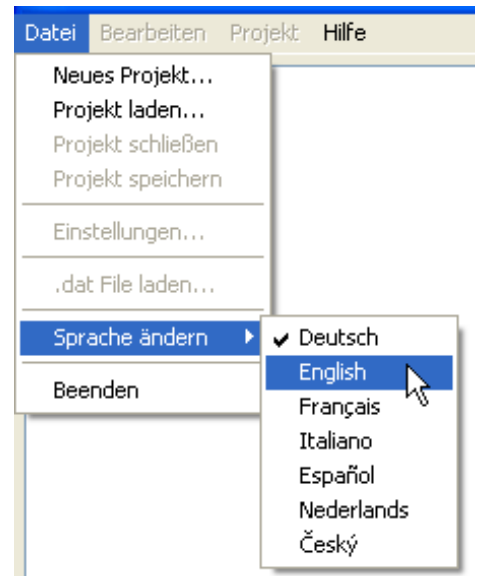 Datei Bearbeiten Projekt Hilfe
Neues Projekt...
Projekt laden...
Projekt schließen
Projekt speichern
Einstellungen...
.dat File laden...
Sprache ändern
Beenden
Deutsch
English
Français
Italiano
Español
Nederlands
Český